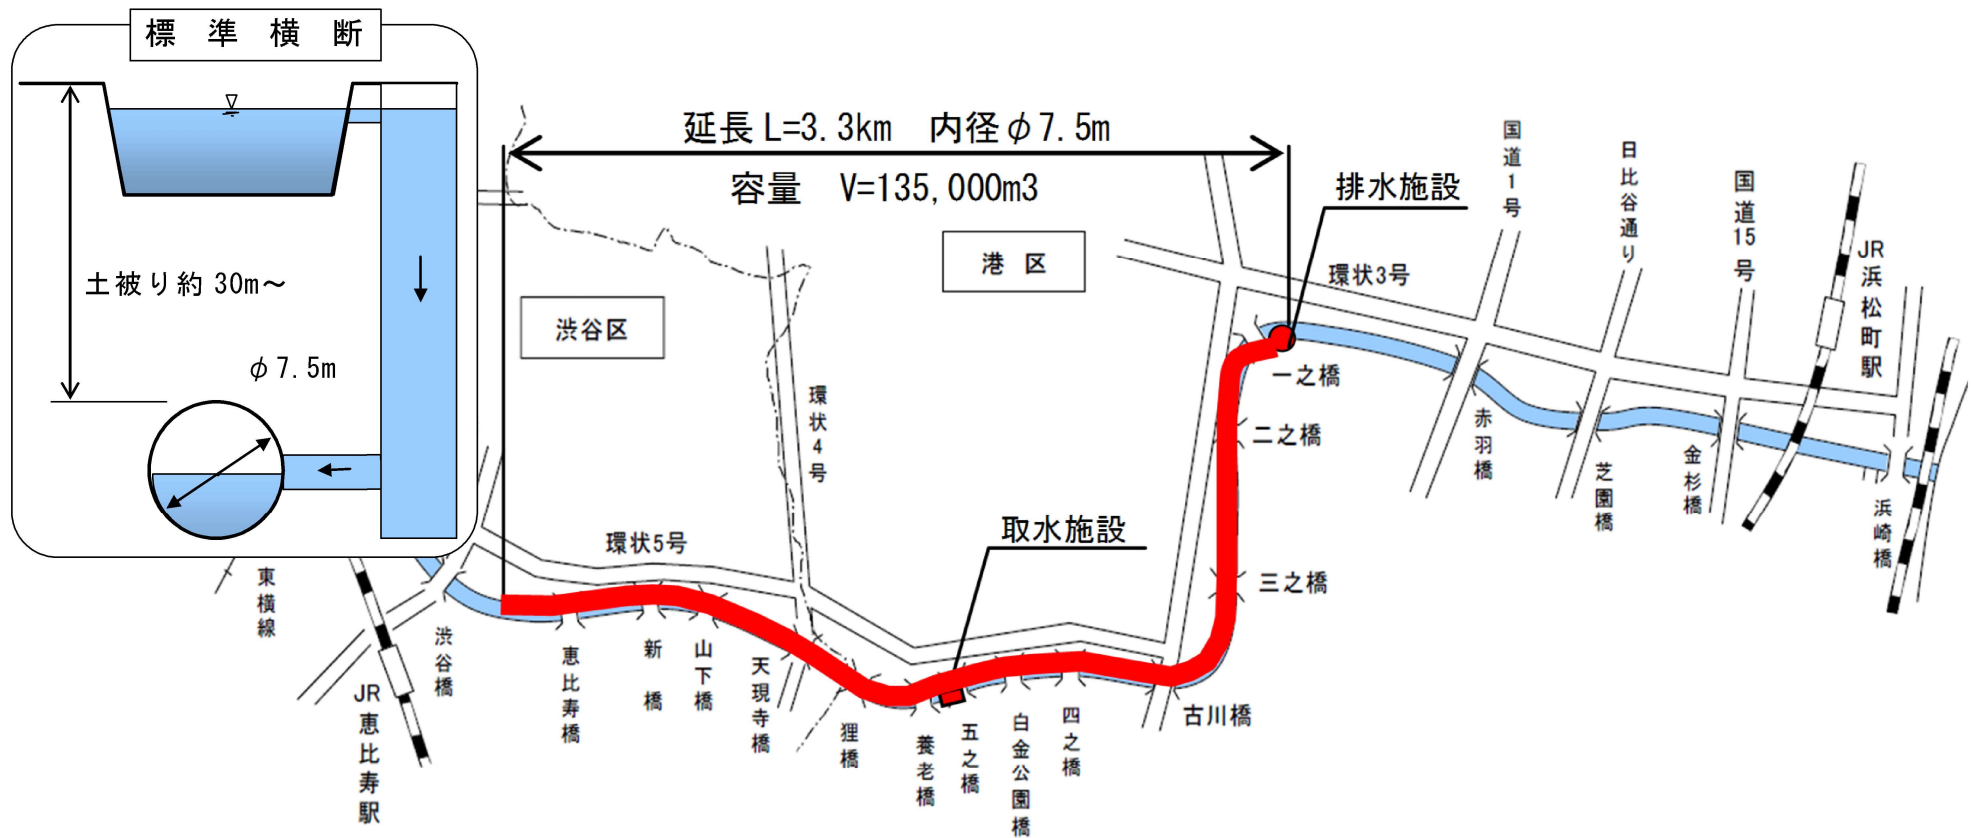 標準横断
土被り約30m~
φ7.5m
延長L=3.3km 内径φ7.5m
容量 V=135,000m3
排水施設
港区
渋谷区
取水施設
国道1号
日比谷通り
国道15号
JR浜松町駅
環状3号
環状4号
環状5号
東横線
JR恵比寿駅
渋谷橋
恵比寿橋
新橋
山下橋
天現寺橋
狸橋
養老橋
五之橋
白金公園橋
四之橋
古川橋
三之橋
二之橋
一之橋
赤羽橋
芝園橋
金杉橋
浜崎橋